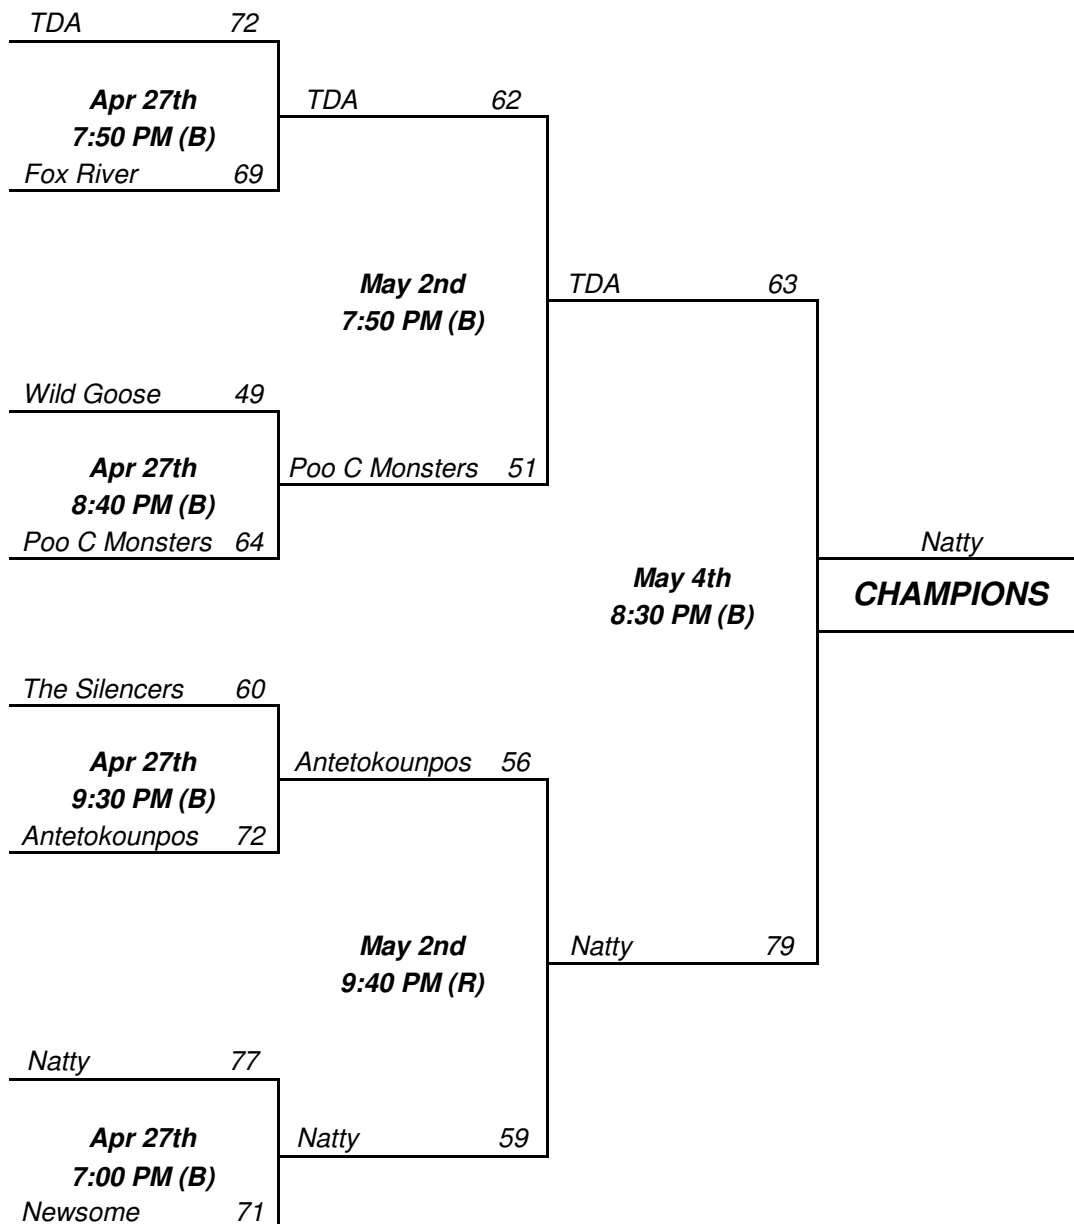 TDA 72
Apr 27th
7:50 PM (B)
Fox River 69
TDA 62
May 2nd
7:50 PM (B)
Wild Goose 49
Apr 27th
8:40 PM (B)
Poo C Monsters 64
Poo C Monsters 51
TDA 63
May 4th
8:30 PM (B)
Natty
CHAMPIONS
The Silencers 60
Apr 27th
9:30 PM (B)
Antetokounpos 72
Antetokounpos 56
May 2nd
9:40 PM (R)
Natty 79
Natty 77
Apr 27th
7:00 PM (B)
Newsome 71
Natty 59